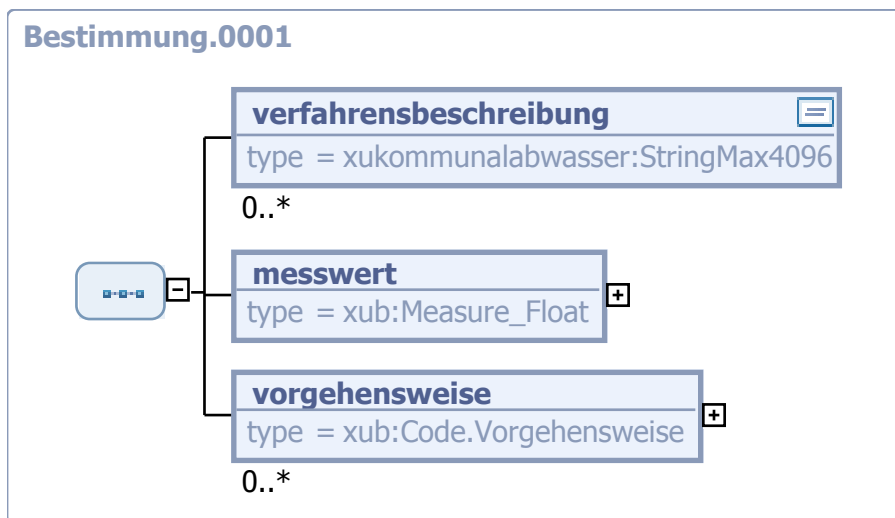 Bestimmung.0001
verfahrensbeschreibung
type = xukommunalabwasser:StringMax4096
0..*
messwert
type = xub:Measure_Float
vorgehensweise
type = xub:Code.Vorgehensweise
0..*